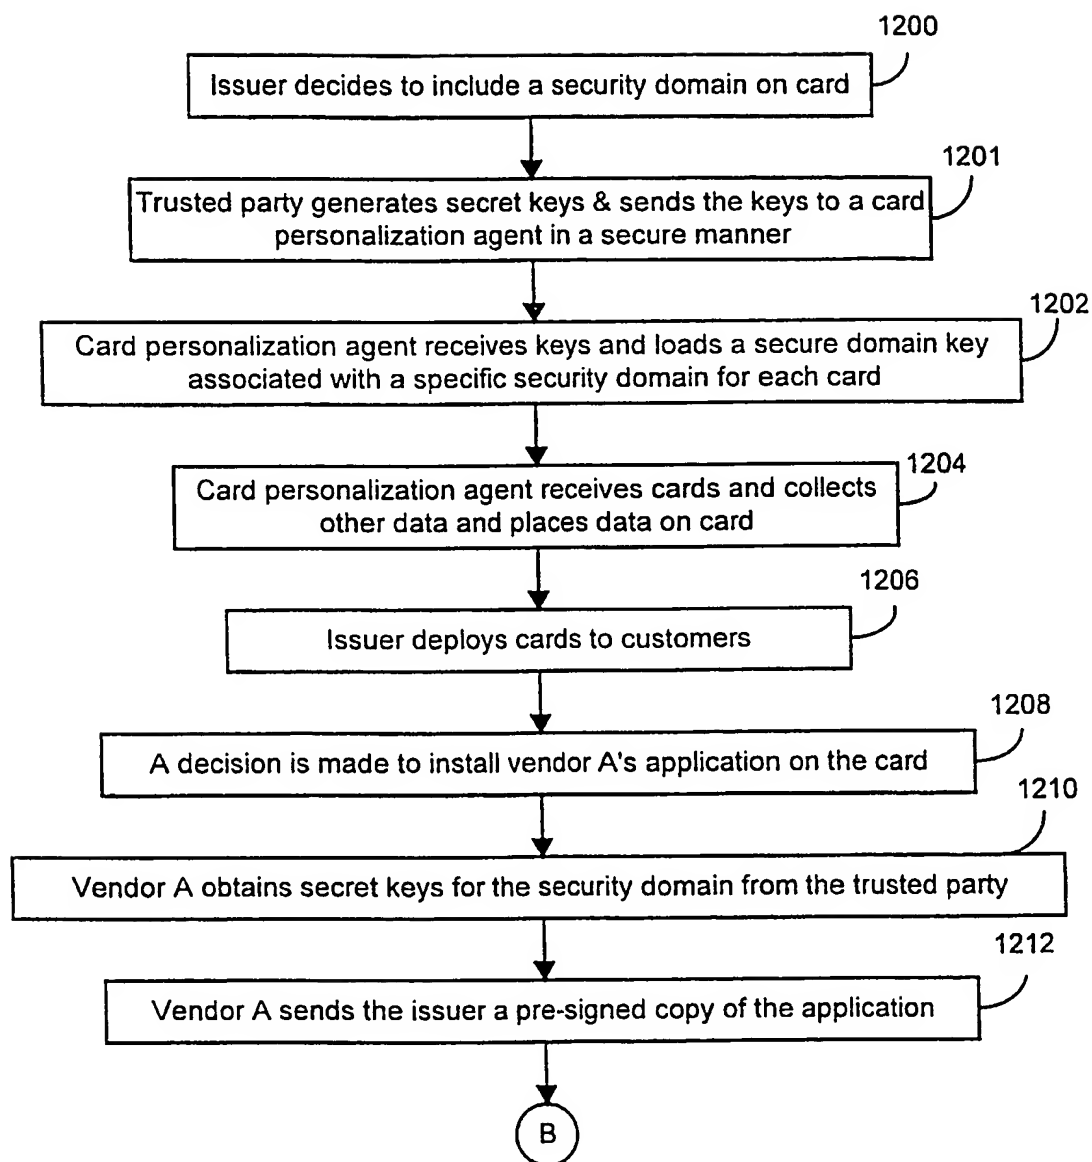 1200
Issuer decides to include a security domain on card
1201
Trusted party generates secret keys & sends the keys to a card
personalization agent in a secure manner
1202
Card personalization agent receives keys and loads a secure domain key
associated with a specific security domain for each card
1204
Card personalization agent receives cards and collects
other data and places data on card
1206
Issuer deploys cards to customers
1208
A decision is made to install vendor A's application on the card
1210
Vendor A obtains secret keys for the security domain from the trusted party
1212
Vendor A sends the issuer a pre-signed copy of the application
B